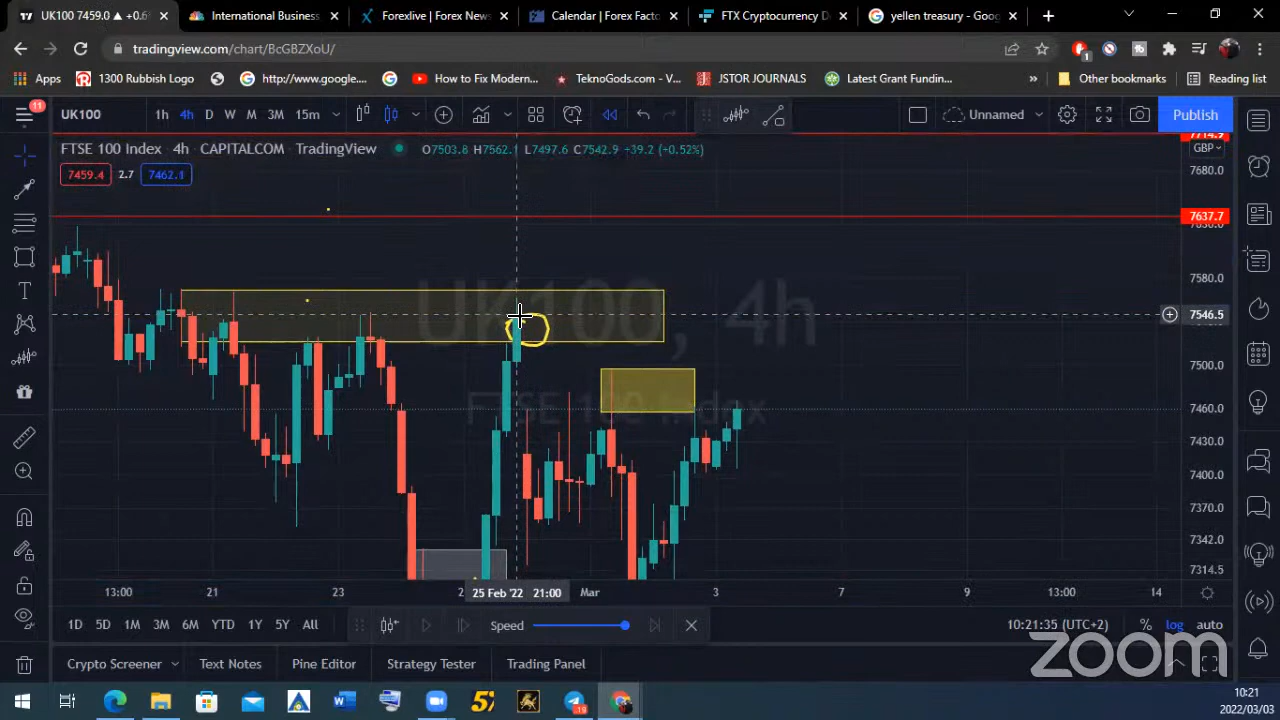 UK100 7459.0 ▲ +0.6
International Business
Forexlive | Forex New
Calendar | Forex Facto
FTX Cryptocurrency D
yellen treasury - Goog
tradingview.com/chart/BcGBZXoU/
1
Apps
1300 Rubbish Logo
http://www.google....
How to Fix Modern...
TeknoGods.com - V...
JSTOR JOURNALS
Latest Grant Fundin...
»
Other bookmarks
Reading list
11
UK100
1h 4h D W M 3M 15m
Unnamed
Publish
FTSE 100 Index · 4h · CAPITALCOM · TradingView
O7503.8 H7562.1 L7497.6 C7542.9 +39.2 (+0.52%)
7714.9
GBP
7459.4 2.7 7462.1
7680.0
7637.7
7630.0
7580.0
UK100, 4h
7546.5
7500.0
FTSE 100 Index
7460.0
7430.0
7400.0
7370.0
7342.0
7314.5
13:00 21 23 2 25 Feb '22 21:00 Mar 3 13:00 7 9 13:00 14
1D 5D 1M 3M 6M YTD 1Y 5Y All
Speed
10:21:35 (UTC+2)
% log auto
zoom
Crypto Screener
Text Notes
Pine Editor
Strategy Tester
Trading Panel
10:21
2022/03/03